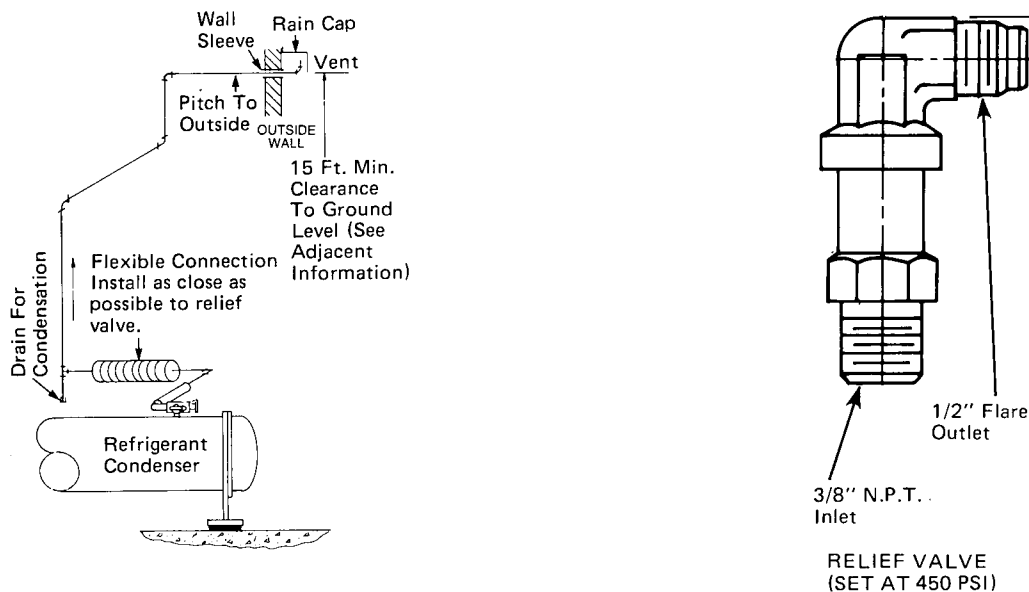 Wall
Sleeve
Rain Cap
Vent
Pitch To
Outside
OUTSIDE
WALL
15 Ft. Min.
Clearance
To Ground
Level (See
Adjacent
Information)
Flexible Connection
Install as close as
possible to relief
valve.
Drain For
Condensation
Refrigerant
Condenser
1/2" Flare
Outlet
3/8" N.P.T.
Inlet
RELIEF VALVE
(SET AT 450 PSI)